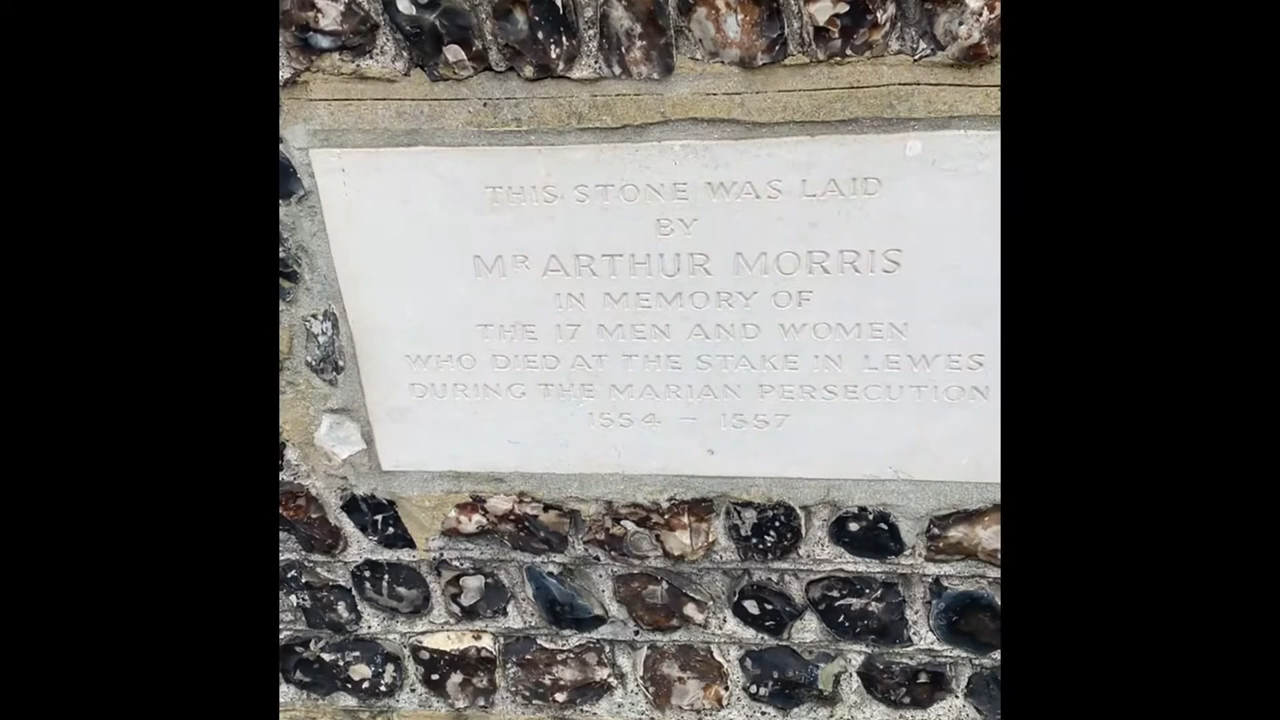 THIS STONE WAS LAID
BY
MR ARTHUR MORRIS
IN MEMORY OF
THE 17 MEN AND WOMEN
WHO DIED AT THE STAKE IN LEWES
DURING THE MARIAN PERSECUTION
1554 - 1557